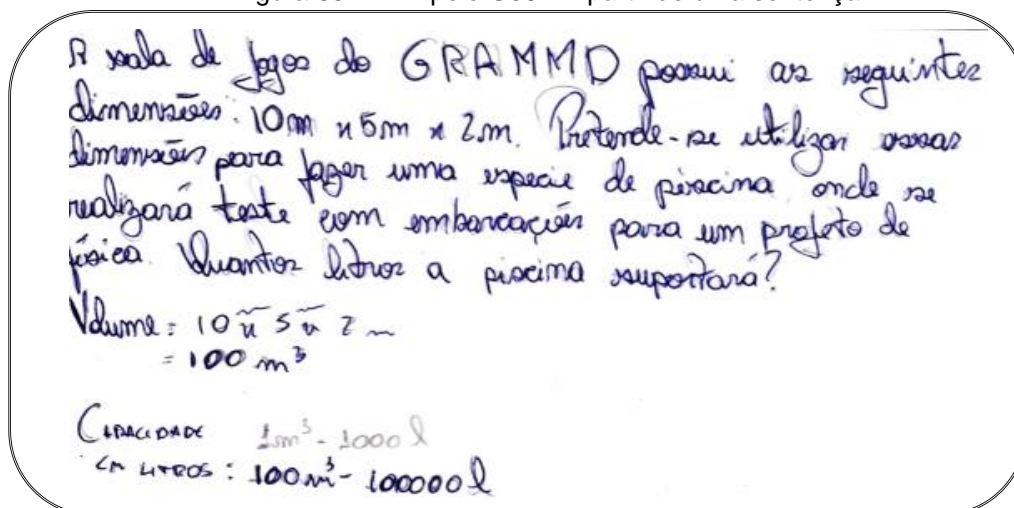 A sala de jogos do GRAMMD possui as seguintes
dimensões: 10m x 5m x 2m. Pretende-se utilizar essas
dimensões para fazer uma especie de piscina onde se
realizará teste com embarcações para um projeto de
física. Quantos litros a piscina suportará?
Volume = 10 x 5 x 2 m
= 100 m³
CAPACIDADE 1m³ - 1000 l
EM LITROS: 100m³ - 100000 l